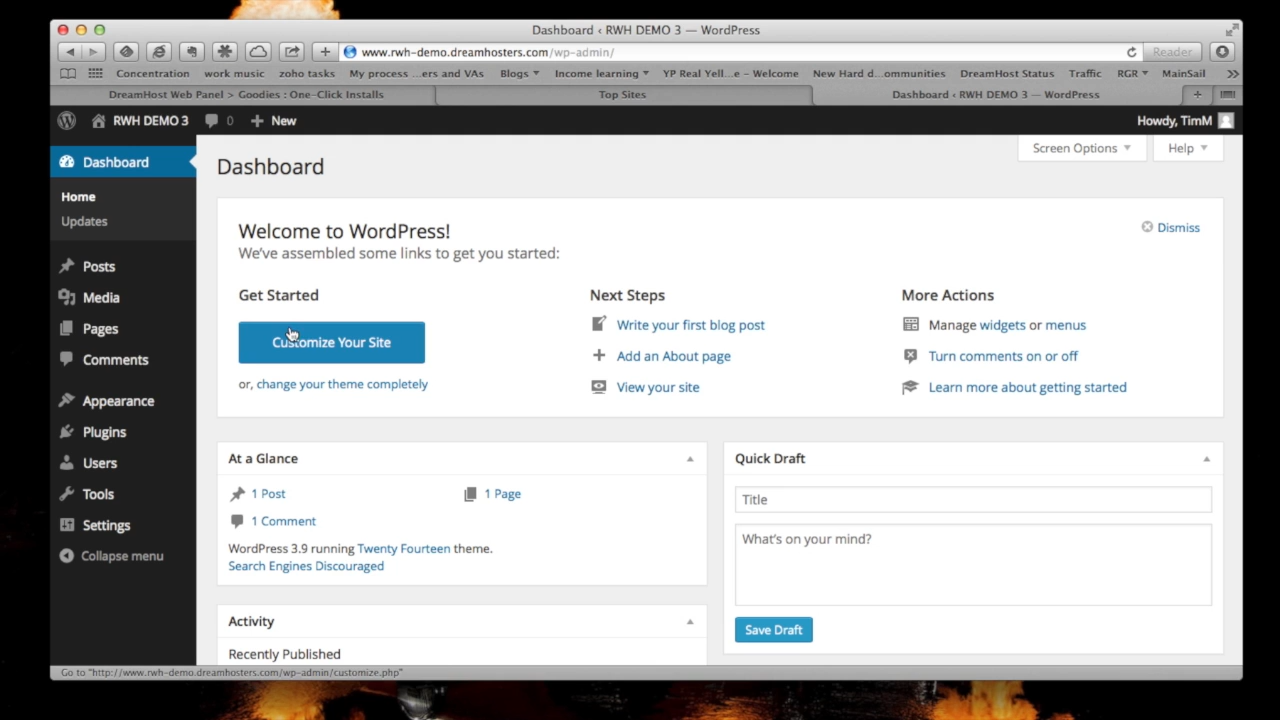 Dashboard ‹ RWH DEMO 3 — WordPress
www.rwh-demo.dreamhosters.com/wp-admin/
Reader
Concentration work music zoho tasks My process ...ers and VAs Blogs Income learning YP Real Yell...e – Welcome New Hard d...ommunities DreamHost Status Traffic RGR MainSail
DreamHost Web Panel > Goodies : One-Click Installs
Top Sites
Dashboard ‹ RWH DEMO 3 — WordPress
RWH DEMO 3 0 + New
Howdy, TimM
Dashboard
Home
Updates
Posts
Media
Pages
Comments
Appearance
Plugins
Users
Tools
Settings
Collapse menu
Screen Options
Help
Dashboard
Welcome to WordPress!
We've assembled some links to get you started:
Dismiss
Get Started
Customize Your Site
or, change your theme completely
Next Steps
Write your first blog post
Add an About page
View your site
More Actions
Manage widgets or menus
Turn comments on or off
Learn more about getting started
At a Glance
1 Post
1 Page
1 Comment
WordPress 3.9 running Twenty Fourteen theme.
Search Engines Discouraged
Activity
Recently Published
Quick Draft
Title
What's on your mind?
Save Draft
Go to "http://www.rwh-demo.dreamhosters.com/wp-admin/customize.php"